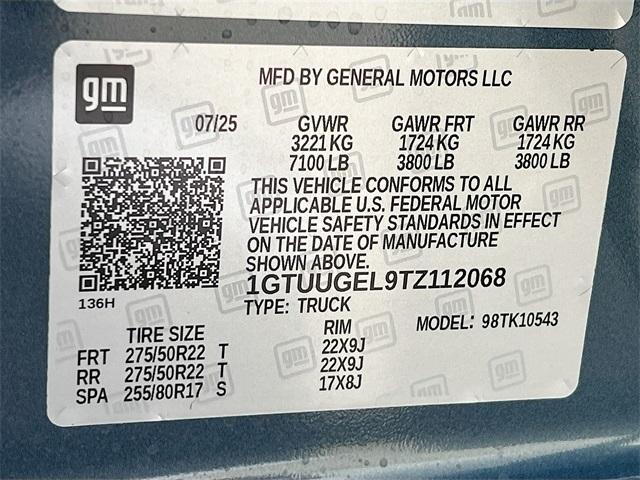 gm
MFD BY GENERAL MOTORS LLC
07/25 GVWR GAWR FRT GAWR RR
3221 KG 1724 KG 1724 KG
7100 LB 3800 LB 3800 LB
THIS VEHICLE CONFORMS TO ALL
APPLICABLE U.S. FEDERAL MOTOR
VEHICLE SAFETY STANDARDS IN EFFECT
ON THE DATE OF MANUFACTURE
SHOWN ABOVE.
136H
1GTUUGEL9TZ112068
TYPE: TRUCK
TIRE SIZE RIM MODEL: 98TK10543
FRT 275/50R22 T 22X9J
RR 275/50R22 T 22X9J
SPA 255/80R17 S 17X8J